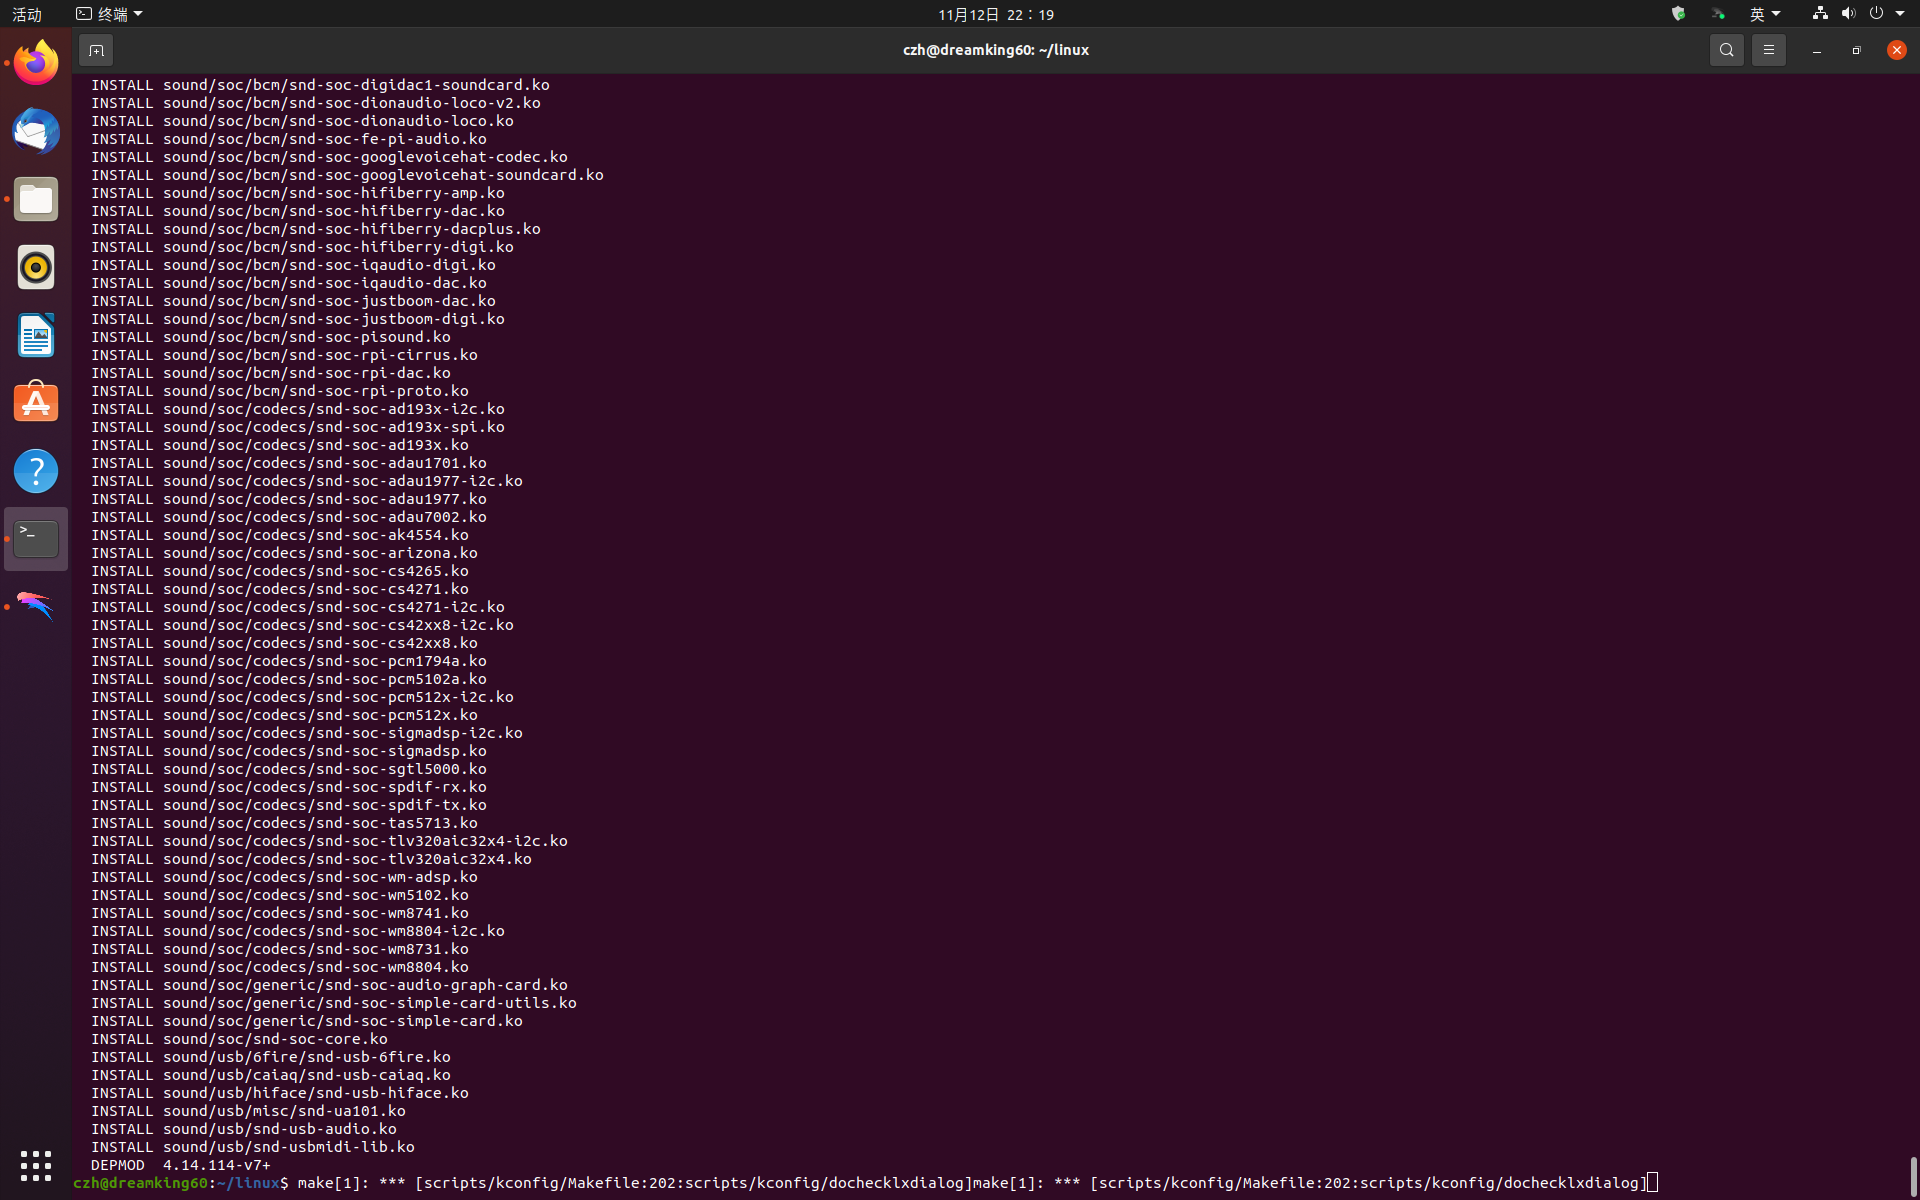 活动
终端
11月12日 22:19
英
czh@dreamking60: ~/linux
INSTALL sound/soc/bcm/snd-soc-digidac1-soundcard.ko
INSTALL sound/soc/bcm/snd-soc-dionaudio-loco-v2.ko
INSTALL sound/soc/bcm/snd-soc-dionaudio-loco.ko
INSTALL sound/soc/bcm/snd-soc-fe-pi-audio.ko
INSTALL sound/soc/bcm/snd-soc-googlevoicehat-codec.ko
INSTALL sound/soc/bcm/snd-soc-googlevoicehat-soundcard.ko
INSTALL sound/soc/bcm/snd-soc-hifiberry-amp.ko
INSTALL sound/soc/bcm/snd-soc-hifiberry-dac.ko
INSTALL sound/soc/bcm/snd-soc-hifiberry-dacplus.ko
INSTALL sound/soc/bcm/snd-soc-hifiberry-digi.ko
INSTALL sound/soc/bcm/snd-soc-iqaudio-digi.ko
INSTALL sound/soc/bcm/snd-soc-iqaudio-dac.ko
INSTALL sound/soc/bcm/snd-soc-justboom-dac.ko
INSTALL sound/soc/bcm/snd-soc-justboom-digi.ko
INSTALL sound/soc/bcm/snd-soc-pisound.ko
INSTALL sound/soc/bcm/snd-soc-rpi-cirrus.ko
INSTALL sound/soc/bcm/snd-soc-rpi-dac.ko
INSTALL sound/soc/bcm/snd-soc-rpi-proto.ko
INSTALL sound/soc/codecs/snd-soc-ad193x-i2c.ko
INSTALL sound/soc/codecs/snd-soc-ad193x-spi.ko
INSTALL sound/soc/codecs/snd-soc-ad193x.ko
INSTALL sound/soc/codecs/snd-soc-adau1701.ko
INSTALL sound/soc/codecs/snd-soc-adau1977-i2c.ko
INSTALL sound/soc/codecs/snd-soc-adau1977.ko
INSTALL sound/soc/codecs/snd-soc-adau7002.ko
INSTALL sound/soc/codecs/snd-soc-ak4554.ko
INSTALL sound/soc/codecs/snd-soc-arizona.ko
INSTALL sound/soc/codecs/snd-soc-cs4265.ko
INSTALL sound/soc/codecs/snd-soc-cs4271.ko
INSTALL sound/soc/codecs/snd-soc-cs4271-i2c.ko
INSTALL sound/soc/codecs/snd-soc-cs42xx8-i2c.ko
INSTALL sound/soc/codecs/snd-soc-cs42xx8.ko
INSTALL sound/soc/codecs/snd-soc-pcm1794a.ko
INSTALL sound/soc/codecs/snd-soc-pcm5102a.ko
INSTALL sound/soc/codecs/snd-soc-pcm512x-i2c.ko
INSTALL sound/soc/codecs/snd-soc-pcm512x.ko
INSTALL sound/soc/codecs/snd-soc-sigmadsp-i2c.ko
INSTALL sound/soc/codecs/snd-soc-sigmadsp.ko
INSTALL sound/soc/codecs/snd-soc-sgtl5000.ko
INSTALL sound/soc/codecs/snd-soc-spdif-rx.ko
INSTALL sound/soc/codecs/snd-soc-spdif-tx.ko
INSTALL sound/soc/codecs/snd-soc-tas5713.ko
INSTALL sound/soc/codecs/snd-soc-tlv320aic32x4-i2c.ko
INSTALL sound/soc/codecs/snd-soc-tlv320aic32x4.ko
INSTALL sound/soc/codecs/snd-soc-wm-adsp.ko
INSTALL sound/soc/codecs/snd-soc-wm5102.ko
INSTALL sound/soc/codecs/snd-soc-wm8741.ko
INSTALL sound/soc/codecs/snd-soc-wm8804-i2c.ko
INSTALL sound/soc/codecs/snd-soc-wm8731.ko
INSTALL sound/soc/codecs/snd-soc-wm8804.ko
INSTALL sound/soc/generic/snd-soc-audio-graph-card.ko
INSTALL sound/soc/generic/snd-soc-simple-card-utils.ko
INSTALL sound/soc/generic/snd-soc-simple-card.ko
INSTALL sound/soc/snd-soc-core.ko
INSTALL sound/usb/6fire/snd-usb-6fire.ko
INSTALL sound/usb/caiaq/snd-usb-caiaq.ko
INSTALL sound/usb/hiface/snd-usb-hiface.ko
INSTALL sound/usb/misc/snd-ua101.ko
INSTALL sound/usb/snd-usb-audio.ko
INSTALL sound/usb/snd-usbmidi-lib.ko
DEPMOD  4.14.114-v7+
czh@dreamking60:~/linux$ make[1]: *** [scripts/kconfig/Makefile:202:scripts/kconfig/dochecklxdialog]make[1]: *** [scripts/kconfig/Makefile:202:scripts/kconfig/dochecklxdialog]